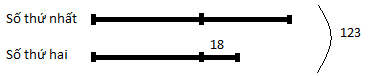 Số thứ nhất
123
18
Số thứ hai